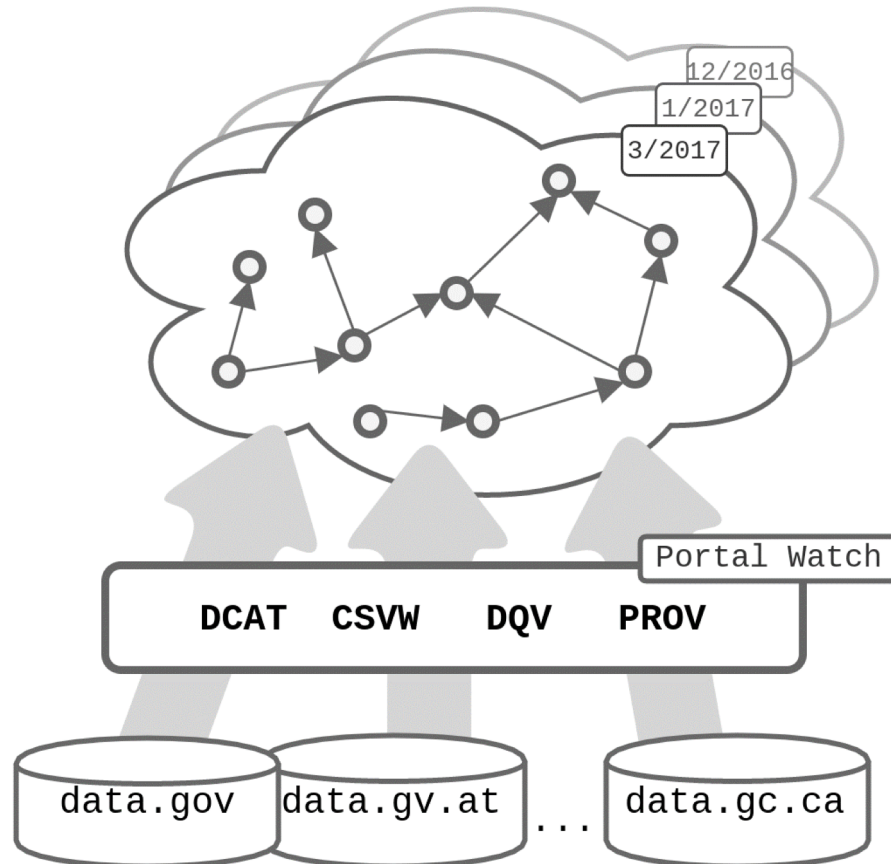 12/2016
1/2017
3/2017
Portal Watch
DCAT CSVW DQV PROV
data.gov data.gv.at ... data.gc.ca